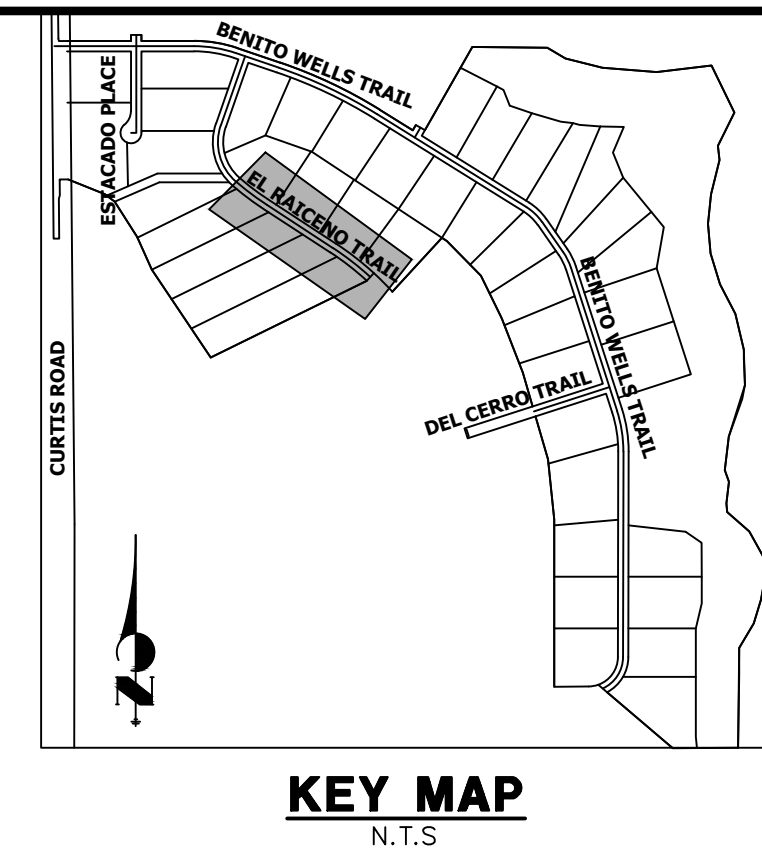 BENITO WELLS TRAIL
ESTACADO PLACE
EL RAICENO TRAIL
BENITO WELLS TRAIL
CURTIS ROAD
DEL CERRO TRAIL
N
KEY MAP
N.T.S